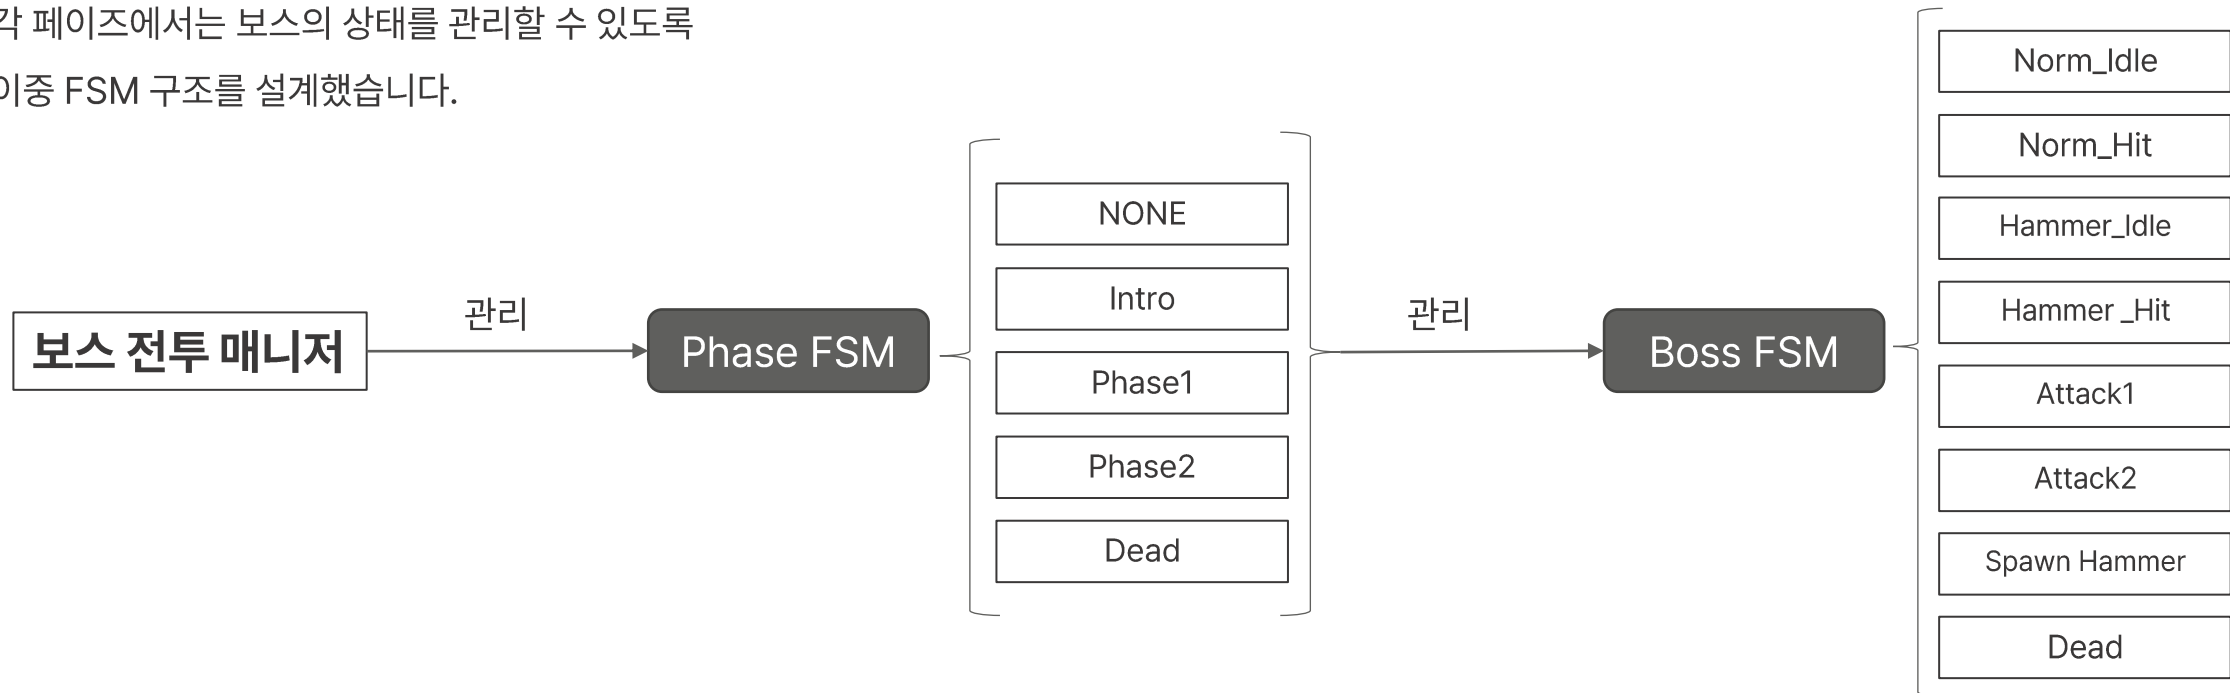 각 페이즈에서는 보스의 상태를 관리할 수 있도록
이중 FSM 구조를 설계했습니다.
보스 전투 매니저
관리
Phase FSM
NONE
Intro
Phase1
Phase2
Dead
관리
Boss FSM
Norm_Idle
Norm_Hit
Hammer_Idle
Hammer _Hit
Attack1
Attack2
Spawn Hammer
Dead